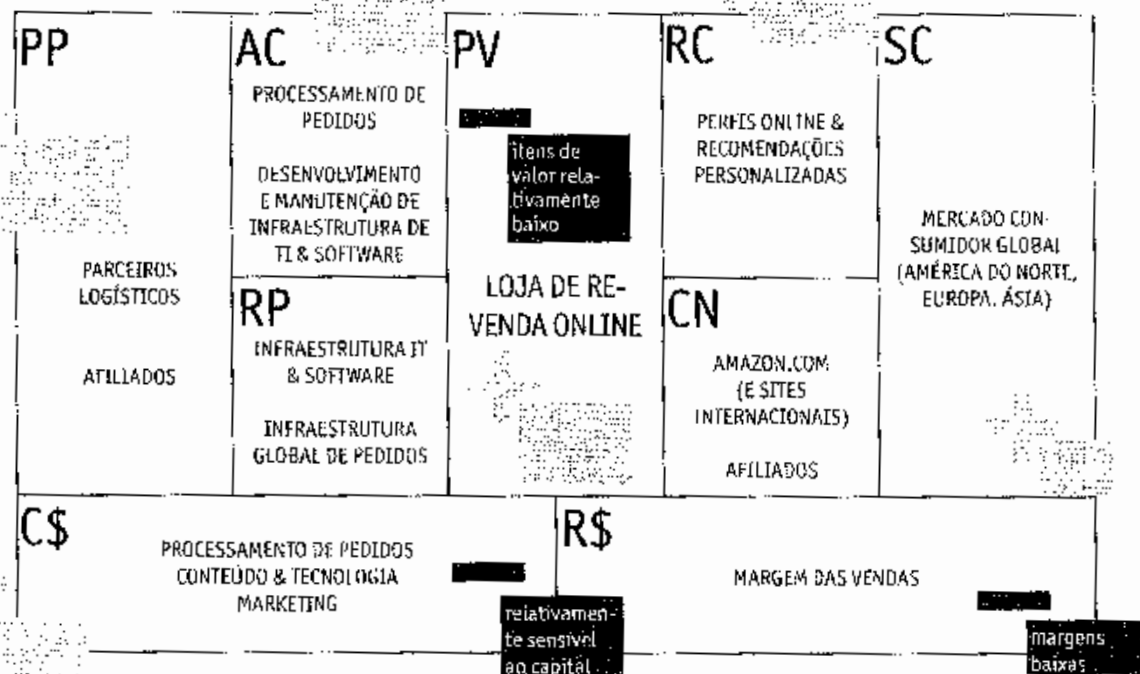 PP
PARCEIROS
LOGÍSTICOS
AFILIADOS
AC
PROCESSAMENTO DE
PEDIDOS
DESENVOLVIMENTO
E MANUTENÇÃO DE
INFRAESTRUTURA DE
TI & SOFTWARE
RP
INFRAESTRUTURA IT
& SOFTWARE
INFRAESTRUTURA
GLOBAL DE PEDIDOS
PV
itens de
valor rela-
tivamente
baixo
LOJA DE RE-
VENDA ONLINE
RC
PERFIS ONLINE &
RECOMENDAÇÕES
PERSONALIZADAS
CN
AMAZON.COM
(E SITES
INTERNACIONAIS)
AFILIADOS
SC
MERCADO CON-
SUMIDOR GLOBAL
(AMÉRICA DO NORTE,
EUROPA, ÁSIA)
C$
PROCESSAMENTO DE PEDIDOS
CONTEÚDO & TECNOLOGIA
MARKETING
relativamen-
te sensível
ao capital
R$
MARGEM DAS VENDAS
margens
baixas